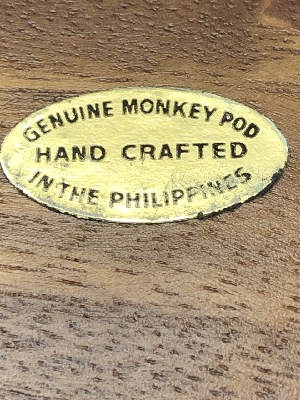 GENUINE MONKEY POD
HAND CRAFTED
IN THE PHILIPPINES